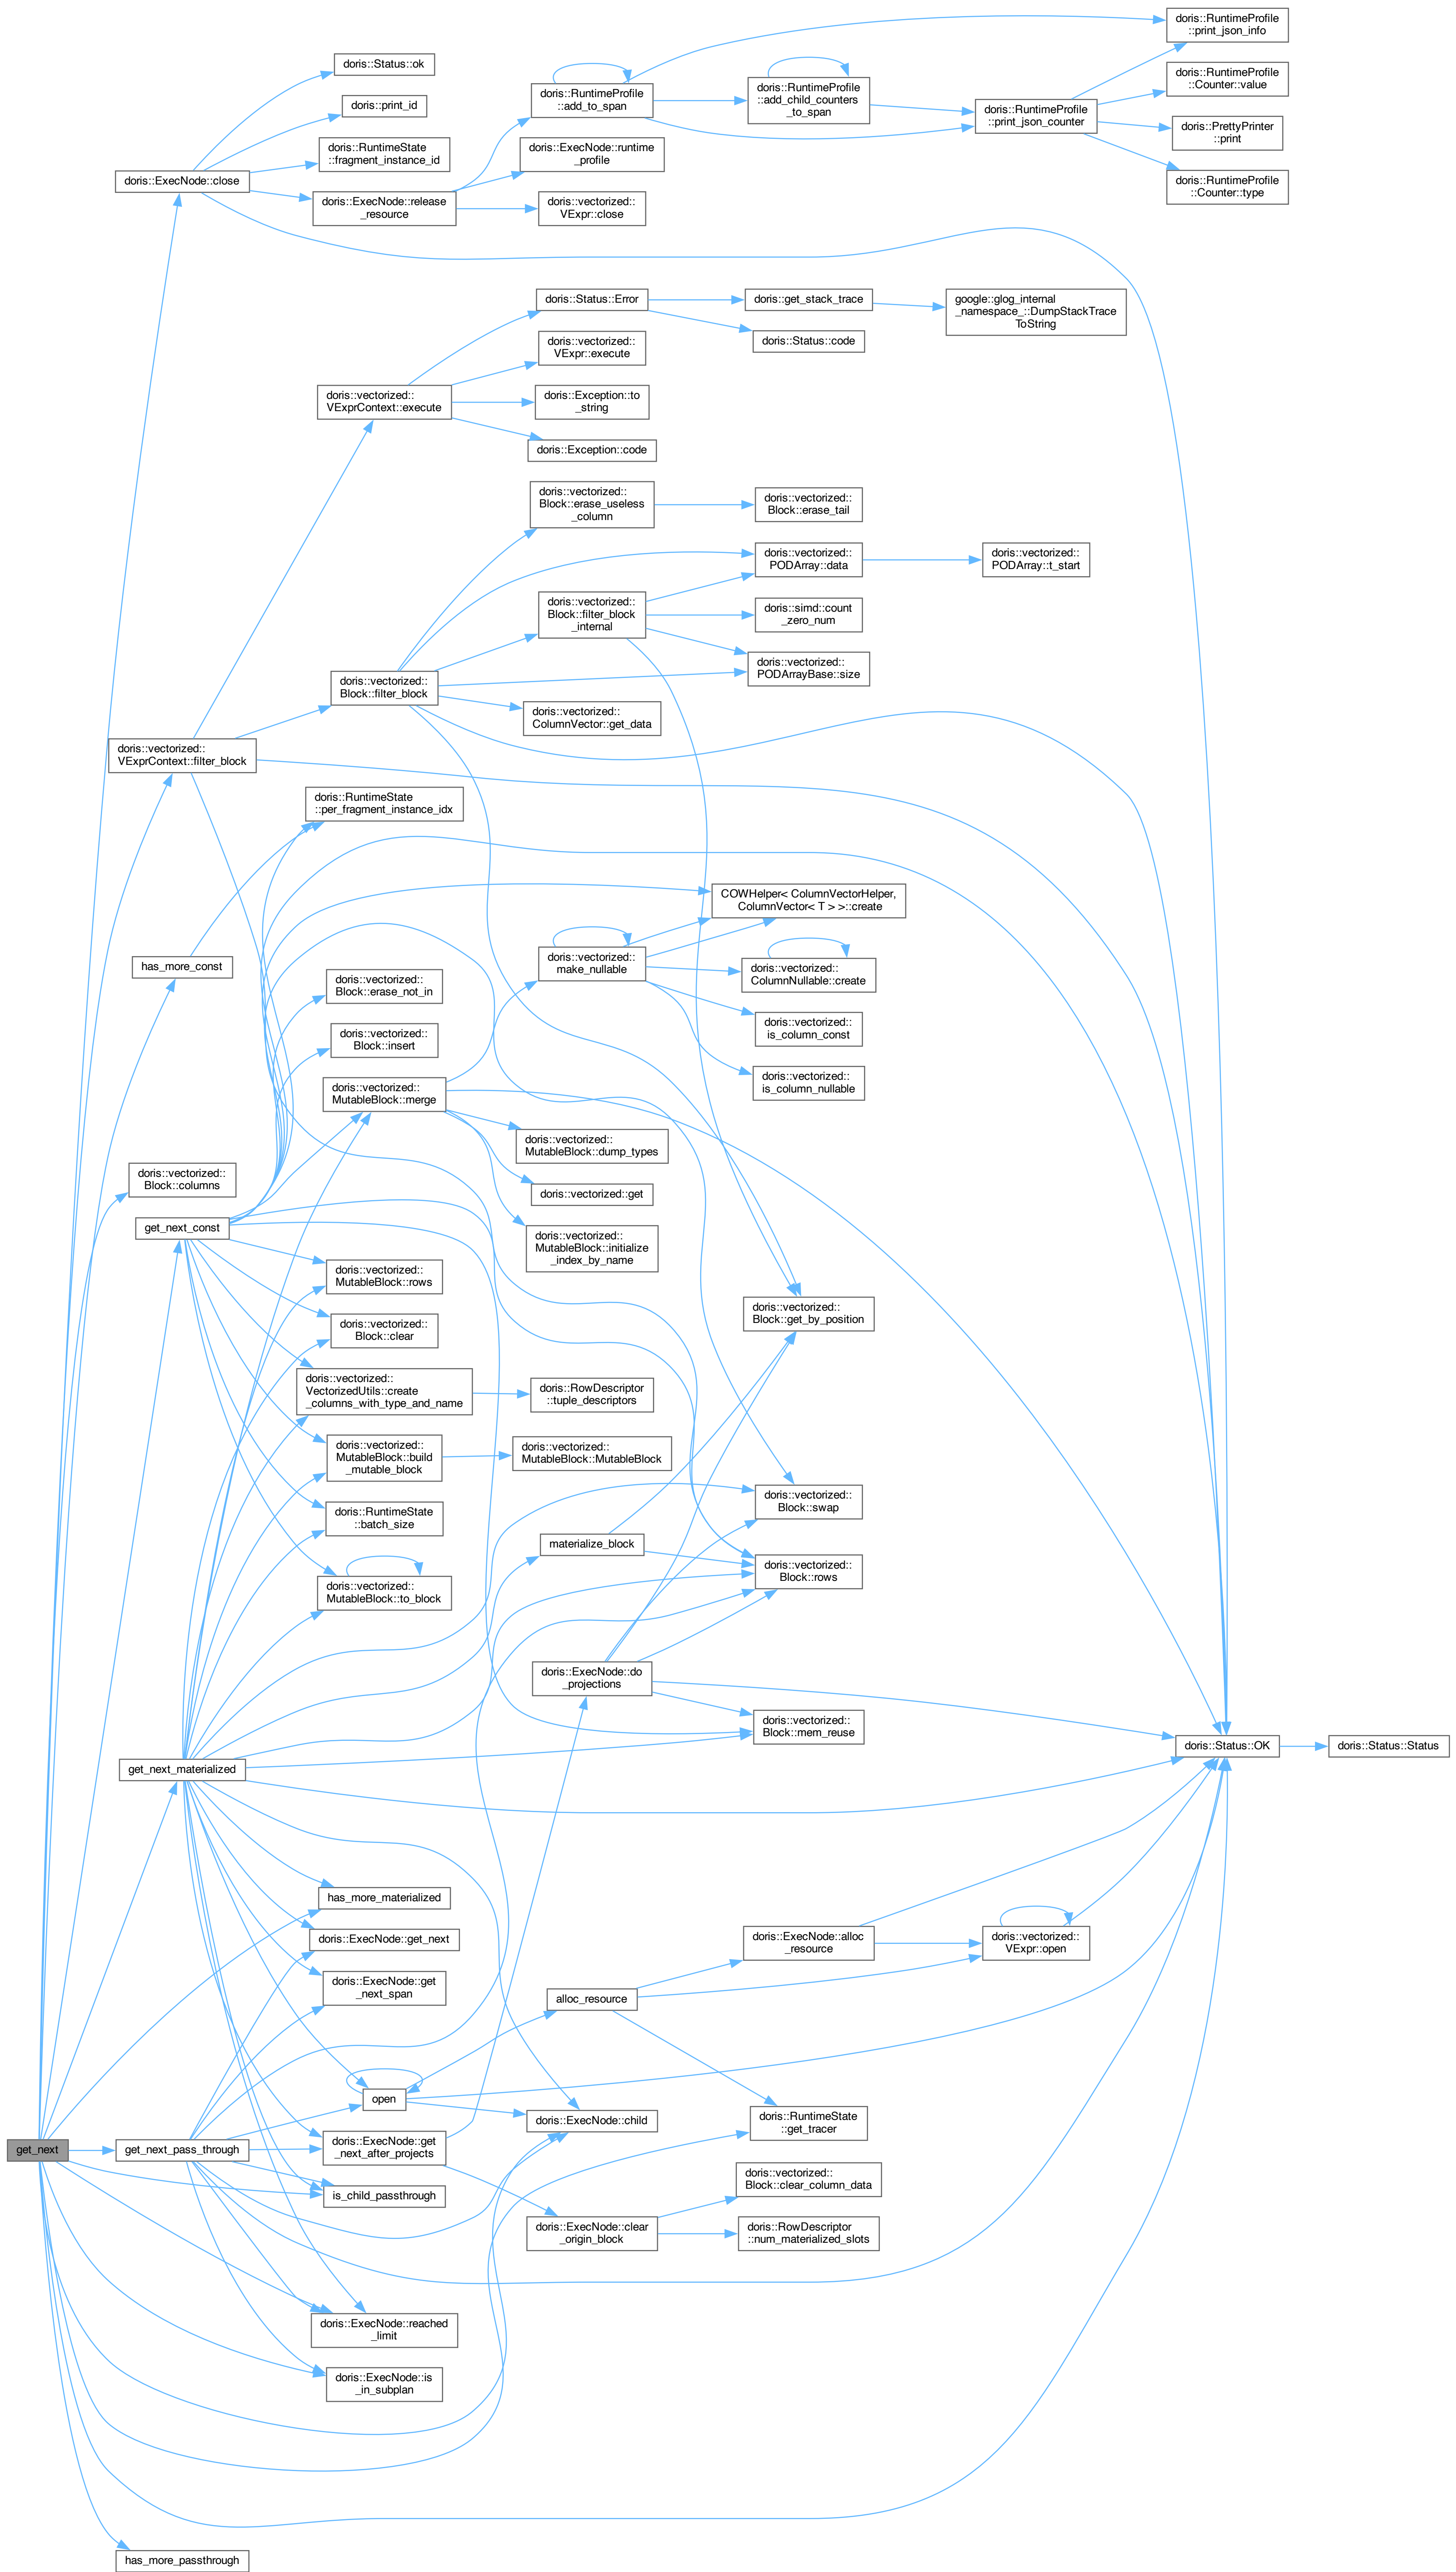 doris::RuntimeProfile
::print_json_info
doris::Status::ok
doris::RuntimeProfile
::Counter::value
doris::RuntimeProfile
::add_to_span
doris::RuntimeProfile
::add_child_counters
_to_span
doris::print_id
doris::RuntimeProfile
::print_json_counter
doris::PrettyPrinter
::print
doris::RuntimeState
::fragment_instance_id
doris::ExecNode::runtime
_profile
doris::ExecNode::close
doris::RuntimeProfile
::Counter::type
doris::ExecNode::release
_resource
doris::vectorized::
VExpr::close
doris::Status::Error
doris::get_stack_trace
google::glog_internal
_namespace_::DumpStackTrace
ToString
doris::Status::code
doris::vectorized::
VExpr::execute
doris::vectorized::
VExprContext::execute
doris::Exception::to
_string
doris::Exception::code
doris::vectorized::
Block::erase_useless
_column
doris::vectorized::
Block::erase_tail
doris::vectorized::
PODArray::data
doris::vectorized::
PODArray::t_start
doris::vectorized::
Block::filter_block
_internal
doris::simd::count
_zero_num
doris::vectorized::
PODArrayBase::size
doris::vectorized::
Block::filter_block
doris::vectorized::
ColumnVector::get_data
doris::vectorized::
VExprContext::filter_block
doris::RuntimeState
::per_fragment_instance_idx
COWHelper< ColumnVectorHelper,
ColumnVector< T > >::create
has_more_const
doris::vectorized::
make_nullable
doris::vectorized::
ColumnNullable::create
doris::vectorized::
Block::erase_not_in
doris::vectorized::
is_column_const
doris::vectorized::
Block::insert
doris::vectorized::
is_column_nullable
doris::vectorized::
MutableBlock::merge
doris::vectorized::
MutableBlock::dump_types
doris::vectorized::
Block::columns
doris::vectorized::get
get_next_const
doris::vectorized::
MutableBlock::initialize
_index_by_name
doris::vectorized::
MutableBlock::rows
doris::vectorized::
Block::get_by_position
doris::vectorized::
Block::clear
doris::vectorized::
VectorizedUtils::create
_columns_with_type_and_name
doris::RowDescriptor
::tuple_descriptors
doris::vectorized::
MutableBlock::build
_mutable_block
doris::vectorized::
MutableBlock::MutableBlock
doris::RuntimeState
::batch_size
doris::vectorized::
Block::swap
materialize_block
doris::vectorized::
Block::rows
doris::vectorized::
MutableBlock::to_block
doris::ExecNode::do
_projections
doris::vectorized::
Block::mem_reuse
doris::Status::OK
doris::Status::Status
get_next_materialized
has_more_materialized
doris::ExecNode::get_next
doris::ExecNode::alloc
_resource
doris::vectorized::
VExpr::open
doris::ExecNode::get
_next_span
alloc_resource
open
doris::ExecNode::child
doris::RuntimeState
::get_tracer
get_next
get_next_pass_through
doris::ExecNode::get
_next_after_projects
is_child_passthrough
doris::vectorized::
Block::clear_column_data
doris::ExecNode::clear
_origin_block
doris::RowDescriptor
::num_materialized_slots
doris::ExecNode::reached
_limit
doris::ExecNode::is
_in_subplan
has_more_passthrough